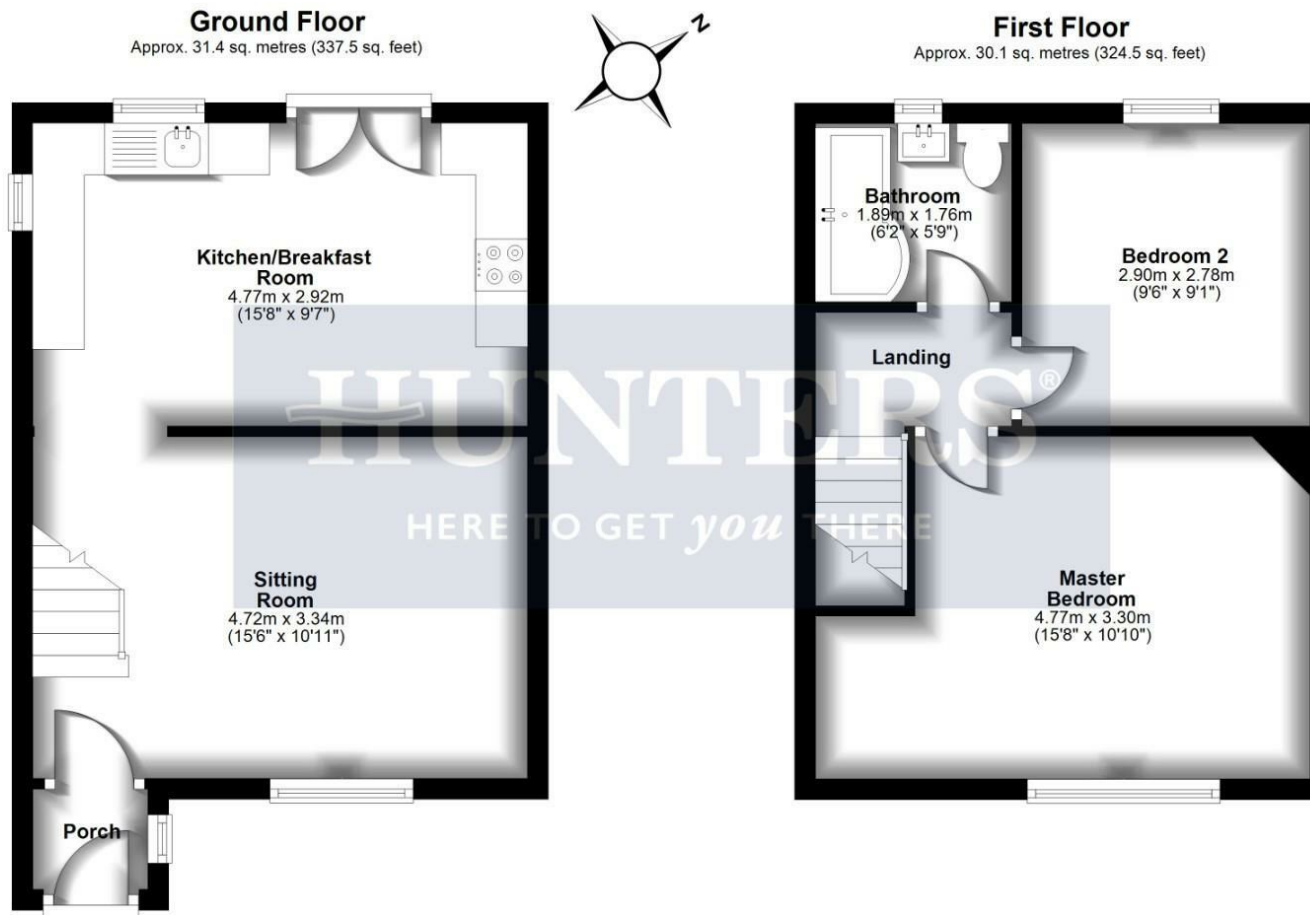 Ground Floor
Approx. 31.4 sq. metres (337.5 sq. feet)
N
First Floor
Approx. 30.1 sq. metres (324.5 sq. feet)
Kitchen/Breakfast
Room
4.77m x 2.92m
(15'8" x 9'7")
Bathroom
1.89m x 1.76m
(6'2" x 5'9")
Bedroom 2
2.90m x 2.78m
(9'6" x 9'1")
Landing
HUNTERS®
HERE TO GET you THERE
Sitting
Room
4.72m x 3.34m
(15'6" x 10'11")
Master
Bedroom
4.77m x 3.30m
(15'8" x 10'10")
Porch